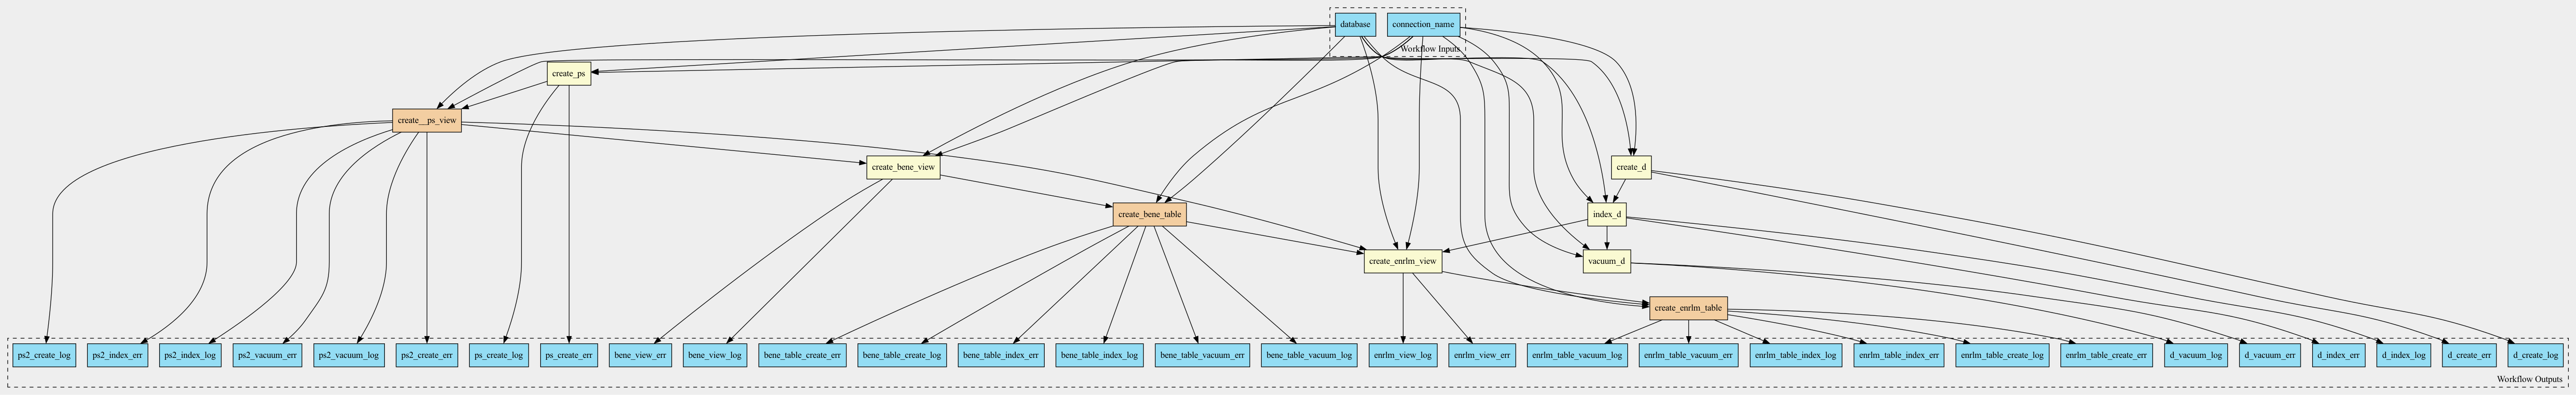 database
connection_name
Workflow Inputs
create_ps
create__ps_view
create_bene_view
create_d
create_bene_table
index_d
create_enrlm_view
vacuum_d
create_enrlm_table
ps2_create_log
ps2_index_err
ps2_index_log
ps2_vacuum_err
ps2_vacuum_log
ps2_create_err
ps_create_log
ps_create_err
bene_view_err
bene_view_log
bene_table_create_err
bene_table_create_log
bene_table_index_err
bene_table_index_log
bene_table_vacuum_err
bene_table_vacuum_log
enrlm_view_log
enrlm_view_err
enrlm_table_vacuum_log
enrlm_table_vacuum_err
enrlm_table_index_log
enrlm_table_index_err
enrlm_table_create_log
enrlm_table_create_err
d_vacuum_log
d_vacuum_err
d_index_err
d_index_log
d_create_err
d_create_log
Workflow Outputs